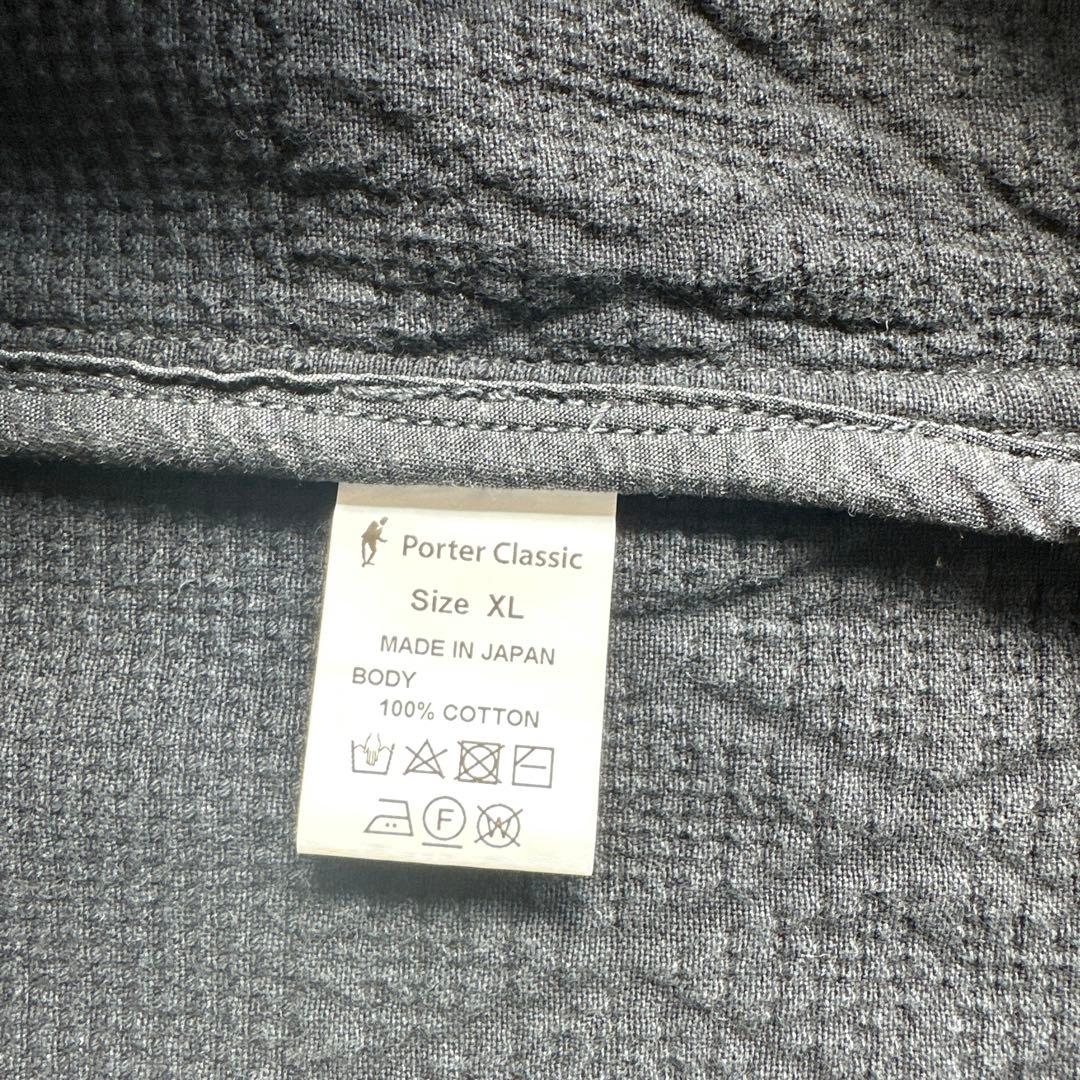 Porter Classic
Size XL
MADE IN JAPAN
BODY
100% COTTON
F W